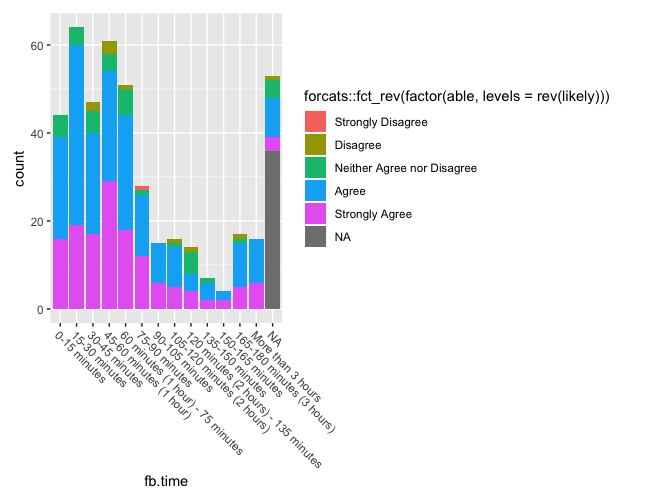 60
40
20
0
count
0-15 minutes
15-30 minutes
30-45 minutes
45-60 minutes (1 hour)
60 minutes (1 hour) - 75 minutes
75-90 minutes
90-105 minutes
105-120 minutes (2 hours)
120 minutes (2 hours) - 135 minutes
135-150 minutes
150-165 minutes
165-180 minutes (3 hours)
More than 3 hours
NA
fb.time
forcats::fct_rev(factor(able, levels = rev(likely)))
Strongly Disagree
Disagree
Neither Agree nor Disagree
Agree
Strongly Agree
NA